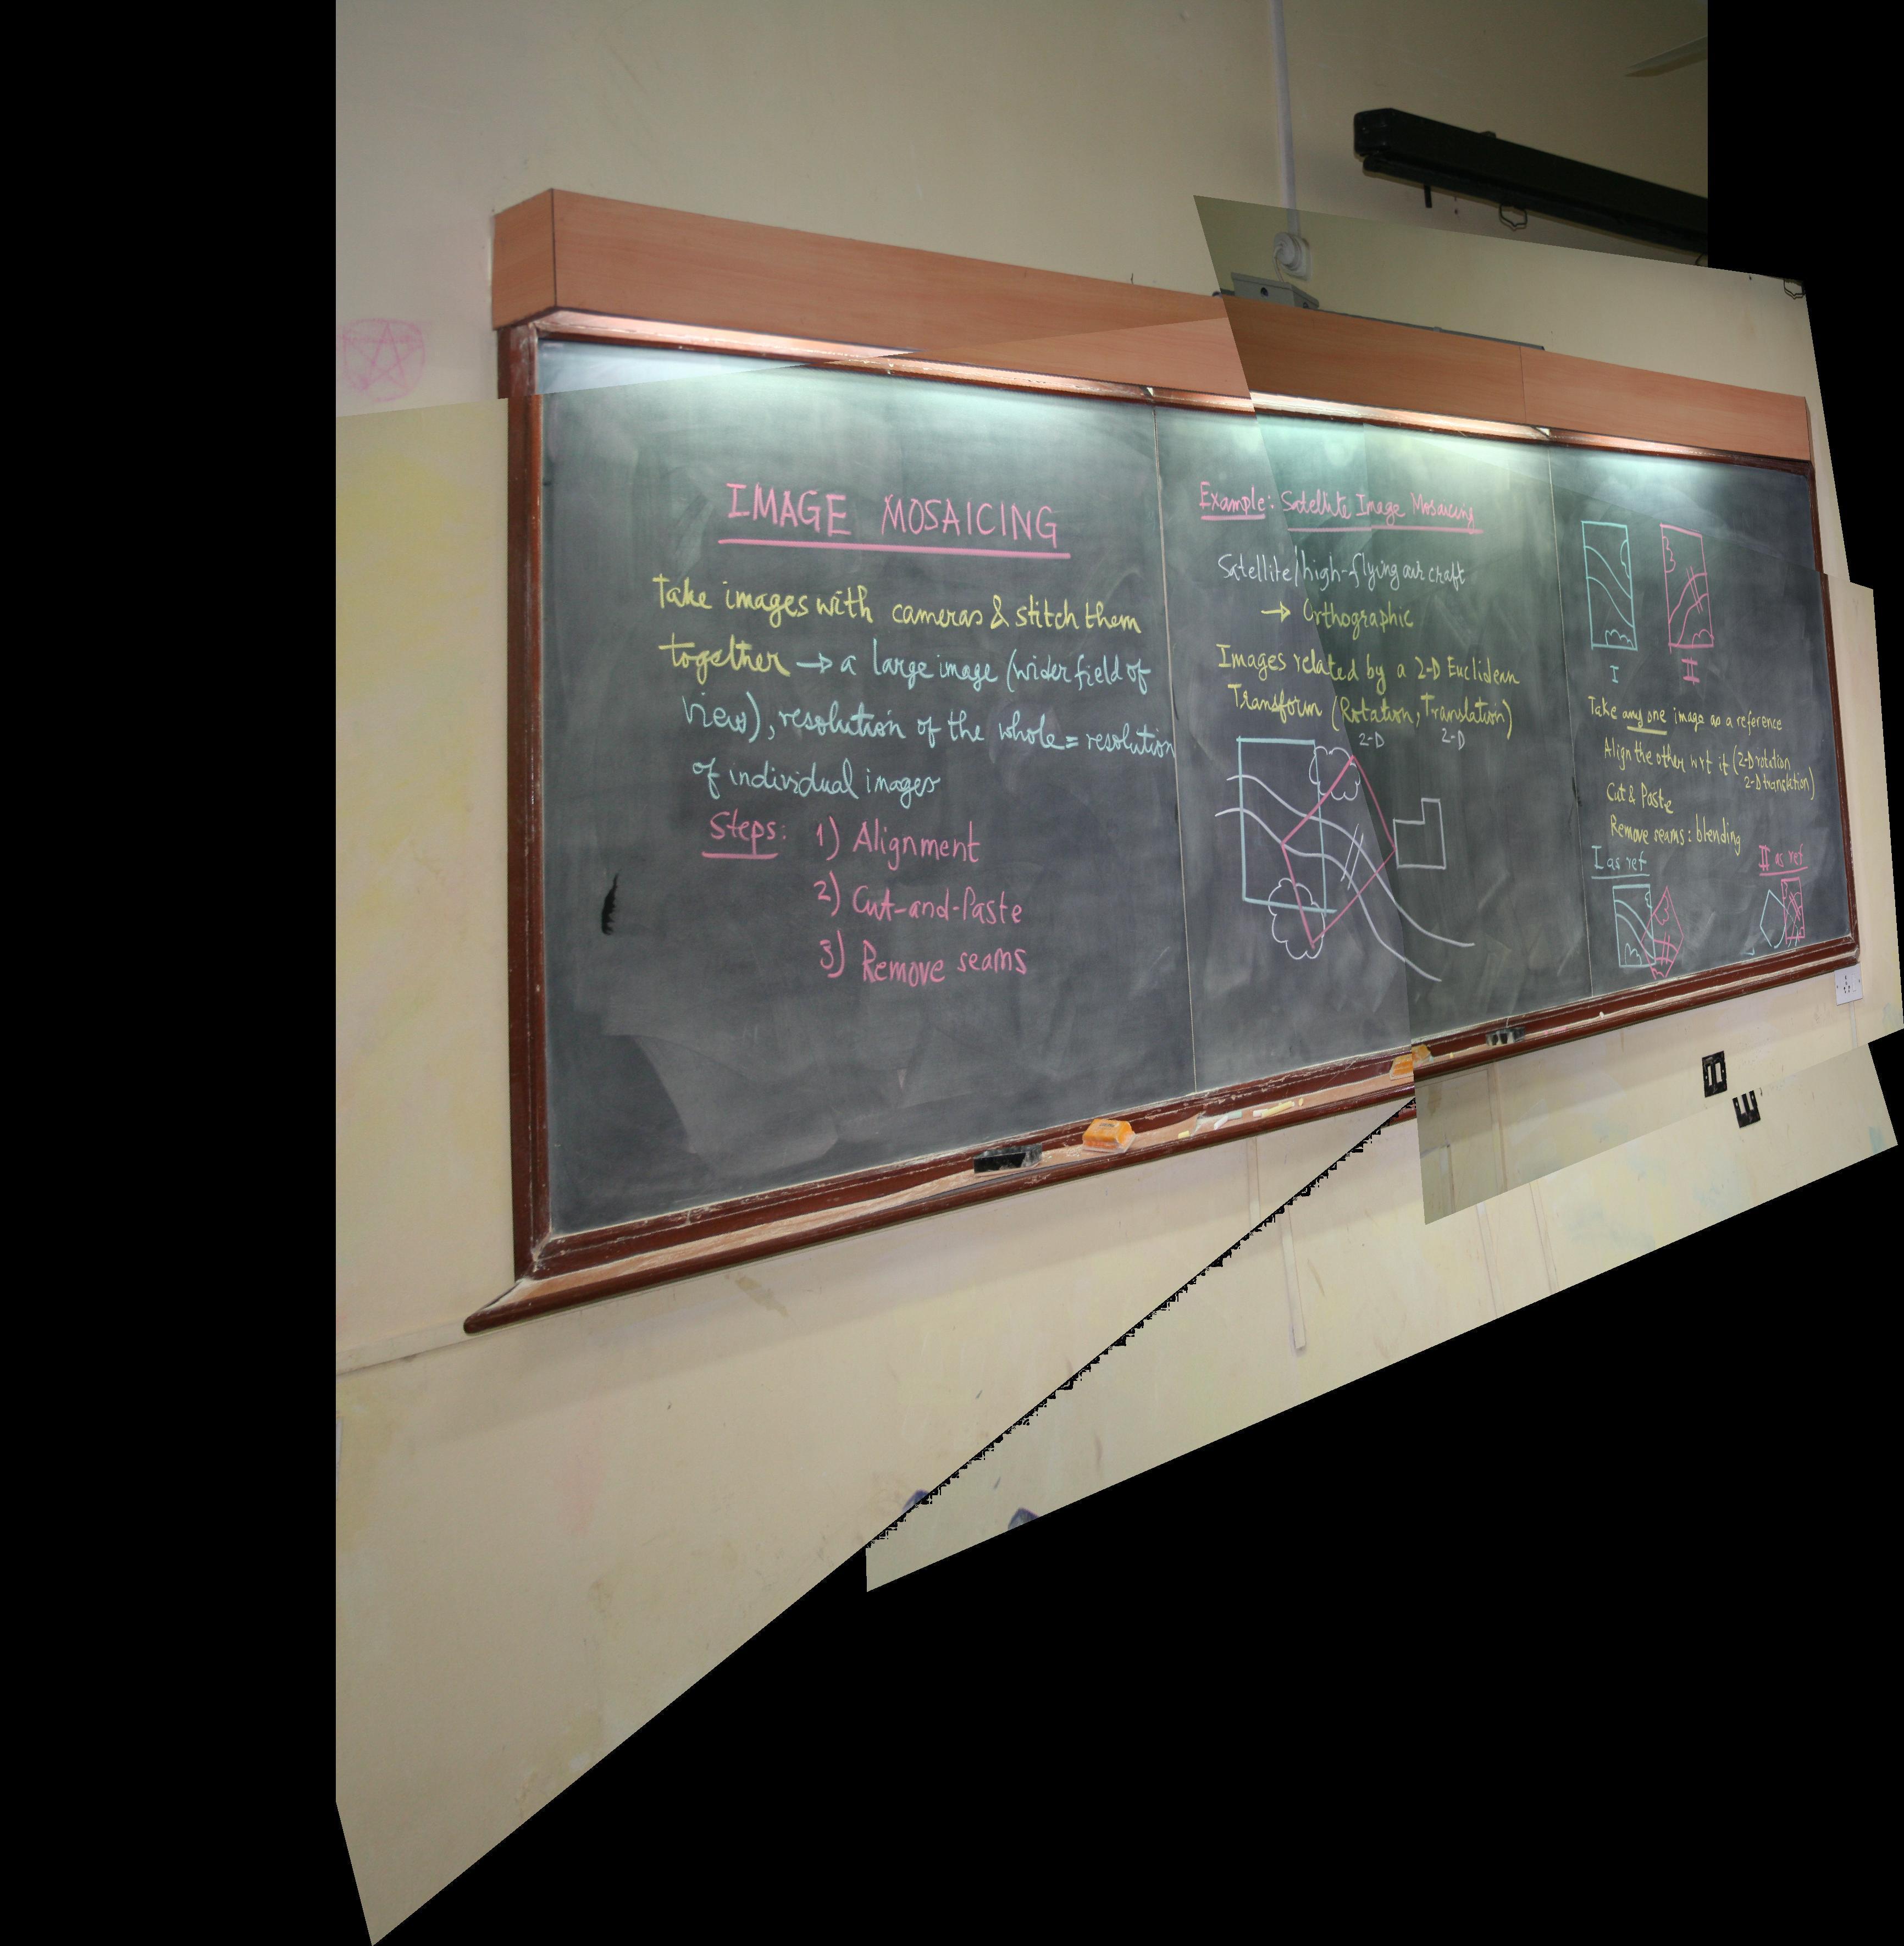 IMAGE MOSAICING
Take images with cameras & stitch them
together → a large image (wider field of
view), resolution of the whole = resolution
of individual images
Steps: 1) Alignment
2) Cut-and-Paste
3) Remove seams
Example: Satellite Image Mosaicing
Satellite/high-flying air craft
→ Orthographic
Images related by a 2-D Euclidean
Transform (Rotation, Translation)
2-D 2-D
I II
Take any one image as a reference
Align the other wrt it (2-D rotation
2-D translation)
Cut & Paste
Remove seams: blending
I as ref II as ref